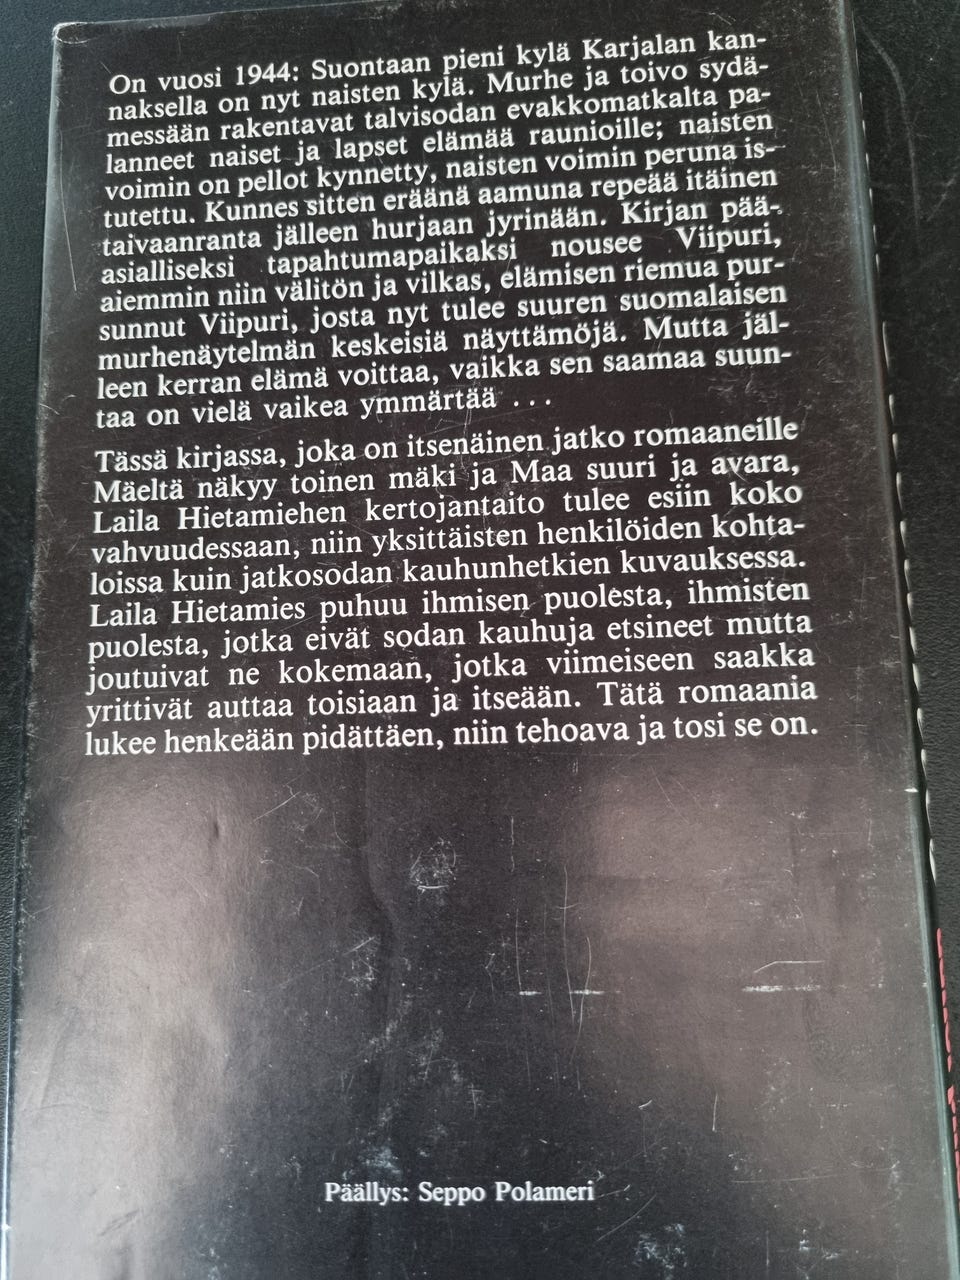 On vuosi 1944: Suontaan pieni kylä Karjalan kan-
naksella on nyt naisten kylä. Murhe ja toivo sydä-
messään rakentavat talvisodan evakkomatkalta pa-
lanneet naiset ja lapset elämää raunioille; naisten
voimin on pellot kynnetty, naisten voimin peruna is-
tutettu. Kunnes sitten eräänä aamuna repeää itäinen
taivaanranta jälleen hurjaan jyrinään. Kirjan pää-
asialliseksi tapahtumapaikaksi nousee Viipuri,
aiemmin niin välitön ja vilkas, elämisen riemua pur-
sunnut Viipuri, josta nyt tulee suuren suomalaisen
murhenäytelmän keskeisiä näyttämöjä. Mutta jäl-
leen kerran elämä voittaa, vaikka sen saamaa suun-
taa on vielä vaikea ymmärtää ...
Tässä kirjassa, joka on itsenäinen jatko romaaneille
Mäeltä näkyy toinen mäki ja Maa suuri ja avara,
Laila Hietamiehen kertojantaito tulee esiin koko
vahvuudessaan, niin yksittäisten henkilöiden kohta-
loissa kuin jatkosodan kauhunhetkien kuvauksessa.
Laila Hietamies puhuu ihmisen puolesta, ihmisten
puolesta, jotka eivät sodan kauhuja etsineet mutta
joutuivat ne kokemaan, jotka viimeiseen saakka
yrittivät auttaa toisiaan ja itseään. Tätä romaania
lukee henkeään pidättäen, niin tehoava ja tosi se on.
Päällys: Seppo Polameri